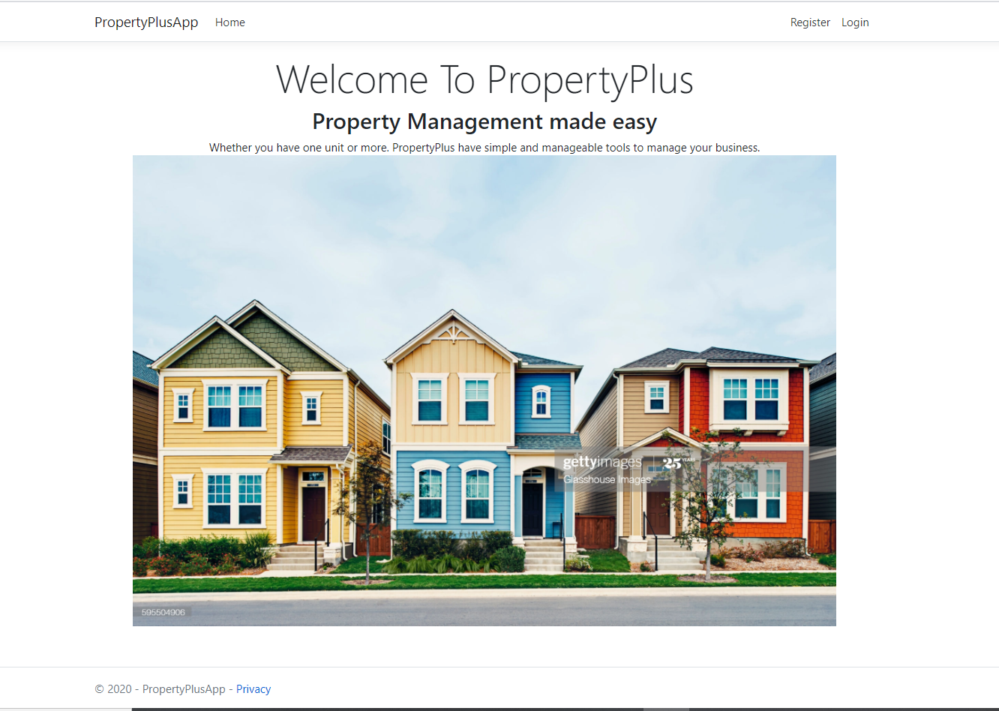 PropertyPlusApp Home Register Login
Welcome To PropertyPlus
Property Management made easy
Whether you have one unit or more. PropertyPlus have simple and manageable tools to manage your business.
gettyimages 25 YEARS
Glasshouse Images
595504906
© 2020 - PropertyPlusApp - Privacy